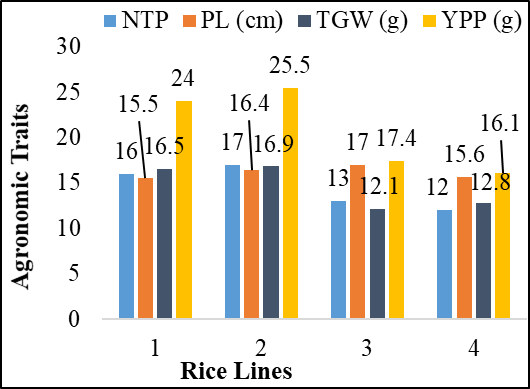 NTP PL (cm) TGW (g) YPP (g)
Agronomic Traits
30
25
20
15
10
5
0
16 15.5 16.5 24
17 16.4 16.9 25.5
13 17 12.1 17.4
12 15.6 12.8 16.1
1 2 3 4
Rice Lines